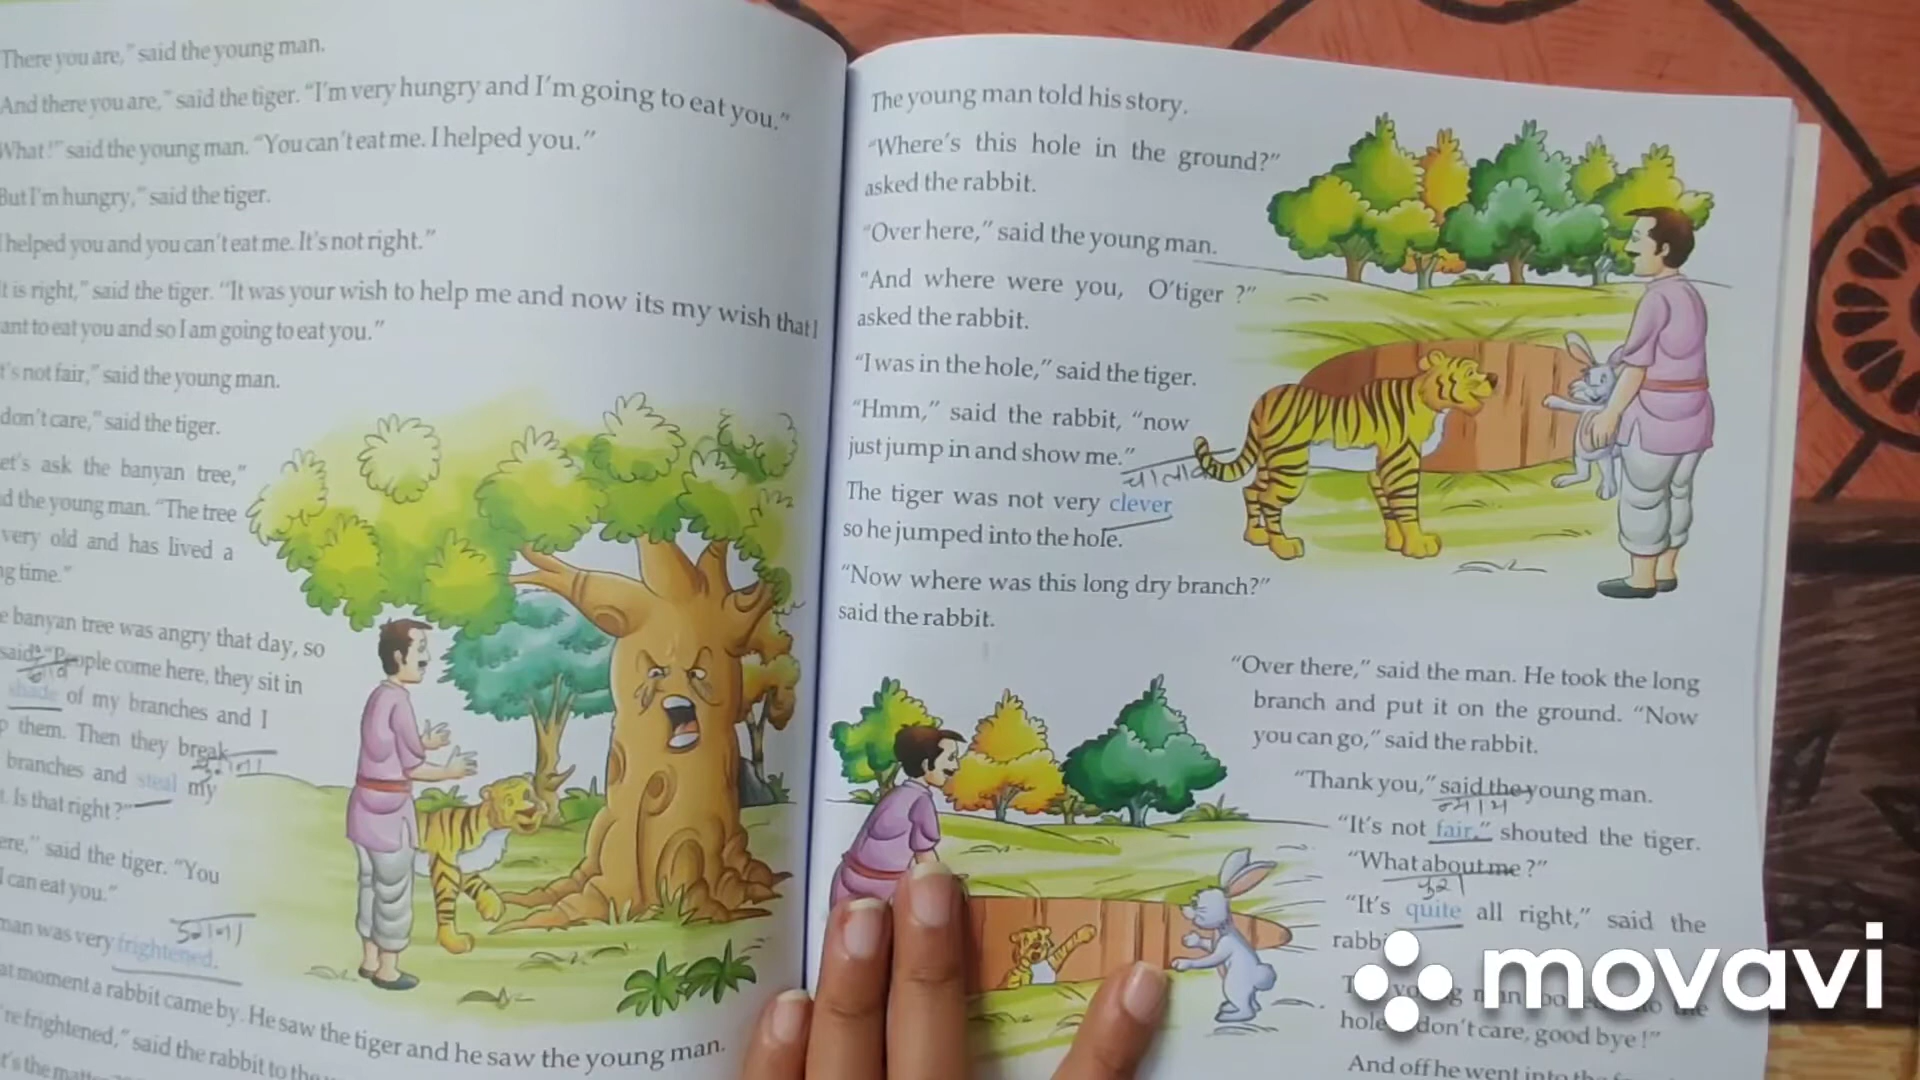 There you are," said the young man.
And there you are," said the tiger. "I'm very hungry and I'm going to eat you."
What!" said the young man. "You can't eat me. I helped you."
But I'm hungry," said the tiger.
I helped you and you can't eat me. It's not right."
t is right," said the tiger. "It was your wish to help me and now its my wish that I
ant to eat you and so I am going to eat you."
t's not fair," said the young man.
don't care," said the tiger.
et's ask the banyan tree,"
d the young man. "The tree
very old and has lived a
ng time."
e banyan tree was angry that day, so
said, "People come here, they sit in
shade of my branches and I
p them. Then they break
branches and steal my
t. Is that right?"
ere," said the tiger. "You
I can eat you."
डराना
man was very frightened.
at moment a rabbit came by. He saw the tiger and he saw the young man.
're frightened," said the rabbit to the
The young man told his story.
"Where's this hole in the ground?"
asked the rabbit.
"Over here," said the young man.
"And where were you, O'tiger ?"
asked the rabbit.
"I was in the hole," said the tiger.
"Hmm," said the rabbit, "now
just jump in and show me."
चालाक
The tiger was not very clever
so he jumped into the hole.
"Now where was this long dry branch?"
said the rabbit.
"Over there," said the man. He took the long
branch and put it on the ground. "Now
you can go," said the rabbit.
"Thank you," said the young man.
न्याय
"It's not fair," shouted the tiger.
"What about me ?"
"It's quite all right," said the
rabbi
young man the
hole don't care, good bye !"
And off he went into the
movavi